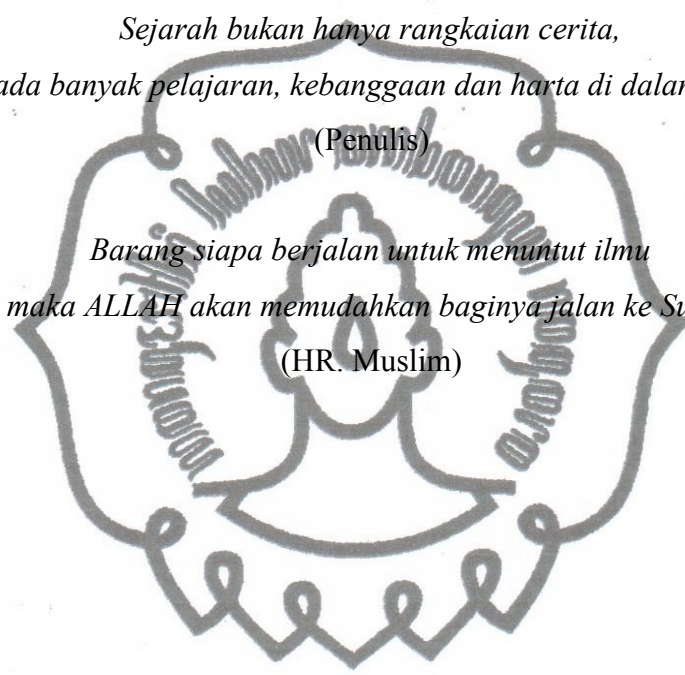 Sejarah bukan hanya rangkaian cerita,
ada banyak pelajaran, kebanggaan dan harta di
(Penulis)
Barang siapa berjalan untuk menuntut ilmu
maka ALLAH akan memudahkan baginya jalan ke
(HR. Muslim)